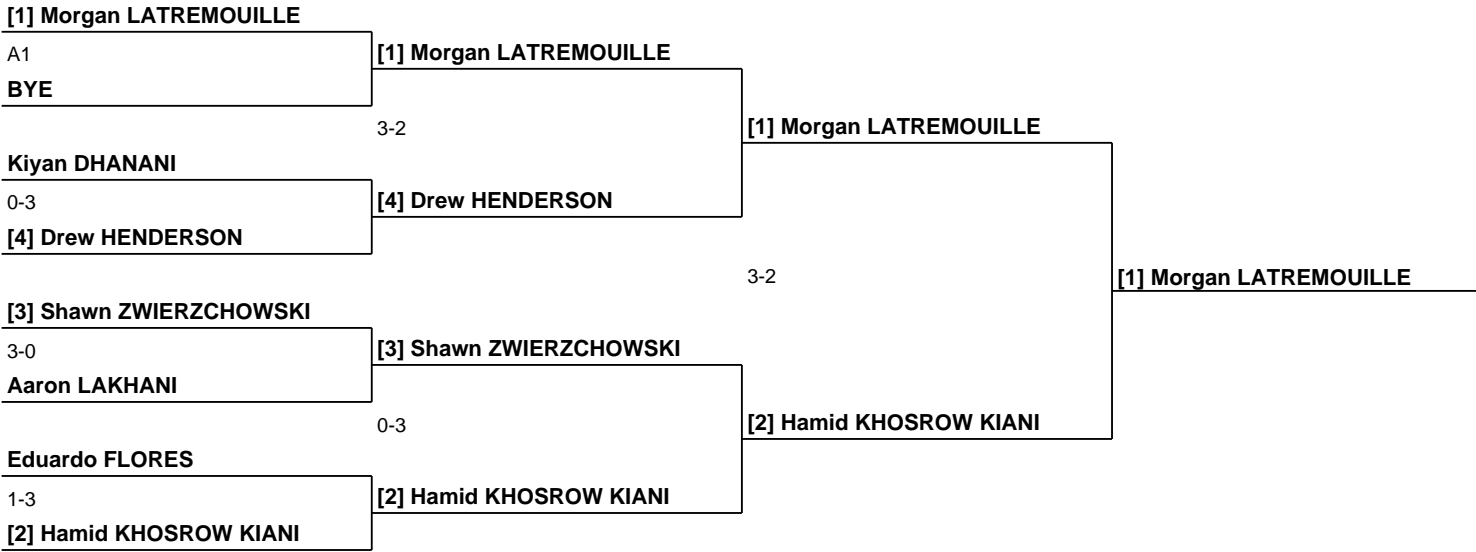 [1] Morgan LATREMOUILLE
A1
BYE
[1] Morgan LATREMOUILLE
3-2
[1] Morgan LATREMOUILLE
Kiyan DHANANI
0-3
[4] Drew HENDERSON
[4] Drew HENDERSON
3-2
[1] Morgan LATREMOUILLE
[3] Shawn ZWIERZCHOWSKI
3-0
Aaron LAKHANI
[3] Shawn ZWIERZCHOWSKI
0-3
[2] Hamid KHOSROW KIANI
Eduardo FLORES
1-3
[2] Hamid KHOSROW KIANI
[2] Hamid KHOSROW KIANI